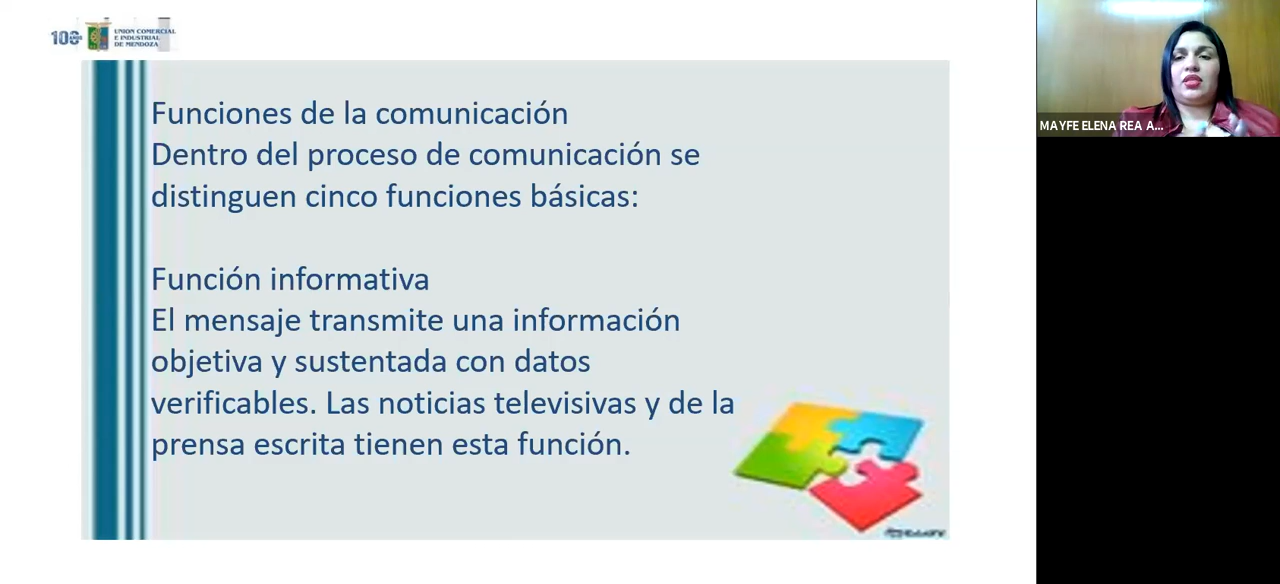 UNION COMERCIAL
E INDUSTRIAL
DE MENDOZA
Funciones de la comunicación
Dentro del proceso de comunicación se
distinguen cinco funciones básicas:
Función informativa
El mensaje transmite una información
objetiva y sustentada con datos
verificables. Las noticias televisivas y de la
prensa escrita tienen esta función.
MAYFE ELENA REA A...